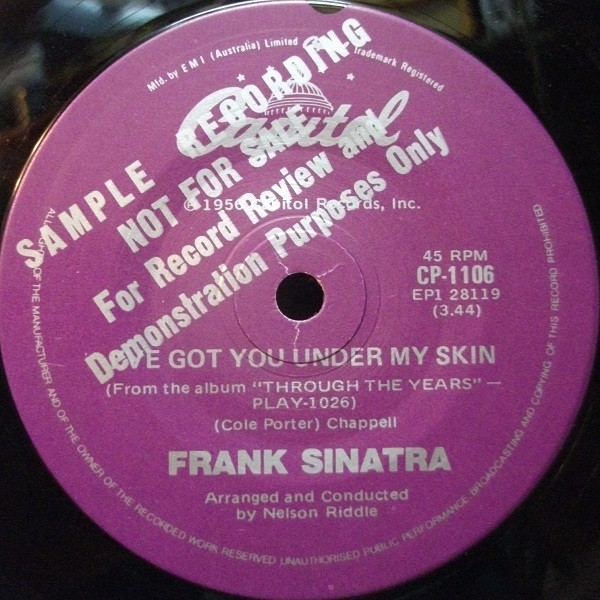 Mfd. by E M I (Australia) Limited
Trademark Registered
Capitol
SAMPLE RECORDING
NOT FOR SALE
For Record Review and
Demonstration Purposes Only
℗ 1956 Capitol Records, Inc.
45 RPM
CP-1106
EP1 28119
(3.44)
I'VE GOT YOU UNDER MY SKIN
(From the album "THROUGH THE YEARS" —
PLAY-1026)
(Cole Porter) Chappell
FRANK SINATRA
Arranged and Conducted
by Nelson Riddle
OF THE MANUFACTURER AND OF THE OWNER OF THE RECORDED WORK RESERVED UNAUTHORISED PUBLIC PERFORMANCE, BROADCASTING AND COPYING OF THIS RECORD PROHIBITED